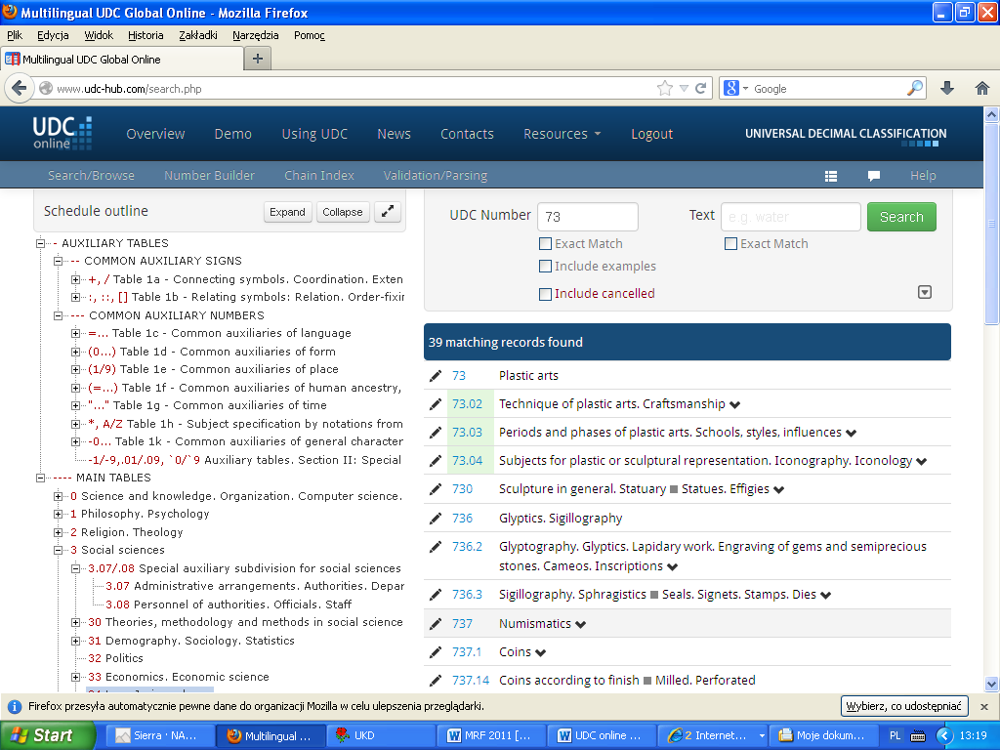 Multilingual UDC Global Online - Mozilla Firefox
Plik Edycja Widok Historia Zakładki Narzędzia Pomoc
Multilingual UDC Global Online
www.udc-hub.com/search.php
Google
UDC online
Overview Demo Using UDC News Contacts Resources Logout
UNIVERSAL DECIMAL CLASSIFICATION
Search/Browse Number Builder Chain Index Validation/Parsing Help
Schedule outline
Expand Collapse
- AUXILIARY TABLES
-- COMMON AUXILIARY SIGNS
+, / Table 1a - Connecting symbols. Coordination. Exten
:, ::, [] Table 1b - Relating symbols: Relation. Order-fixir
--- COMMON AUXILIARY NUMBERS
=... Table 1c - Common auxiliaries of language
(0...) Table 1d - Common auxiliaries of form
(1/9) Table 1e - Common auxiliaries of place
(=...) Table 1f - Common auxiliaries of human ancestry,
"..." Table 1g - Common auxiliaries of time
*, A/Z Table 1h - Subject specification by notations from
-0... Table 1k - Common auxiliaries of general character
-1/-9,.01/.09, `0/`9 Auxiliary tables. Section II: Special
---- MAIN TABLES
0 Science and knowledge. Organization. Computer science.
1 Philosophy. Psychology
2 Religion. Theology
3 Social sciences
3.07/.08 Special auxiliary subdivision for social sciences
3.07 Administrative arrangements. Authorities. Depar
3.08 Personnel of authorities. Officials. Staff
30 Theories, methodology and methods in social science
31 Demography. Sociology. Statistics
32 Politics
33 Economics. Economic science
UDC Number 73
Text e.g. water
Search
Exact Match Exact Match
Include examples
Include cancelled
39 matching records found
73 Plastic arts
73.02 Technique of plastic arts. Craftsmanship
73.03 Periods and phases of plastic arts. Schools, styles, influences
73.04 Subjects for plastic or sculptural representation. Iconography. Iconology
730 Sculpture in general. Statuary ■ Statues. Effigies
736 Glyptics. Sigillography
736.2 Glyptography. Glyptics. Lapidary work. Engraving of gems and semiprecious
stones. Cameos. Inscriptions
736.3 Sigillography. Sphragistics ■ Seals. Signets. Stamps. Dies
737 Numismatics
737.1 Coins
737.14 Coins according to finish ■ Milled. Perforated
Firefox przesyła automatycznie pewne dane do organizacji Mozilla w celu ulepszenia przeglądarki.
Wybierz, co udostępniać
Start
Sierra · NA...
Multilingual ...
UKD
MRF 2011 [...
UDC online ...
2 Internet...
Moje dokum...
PL
13:19